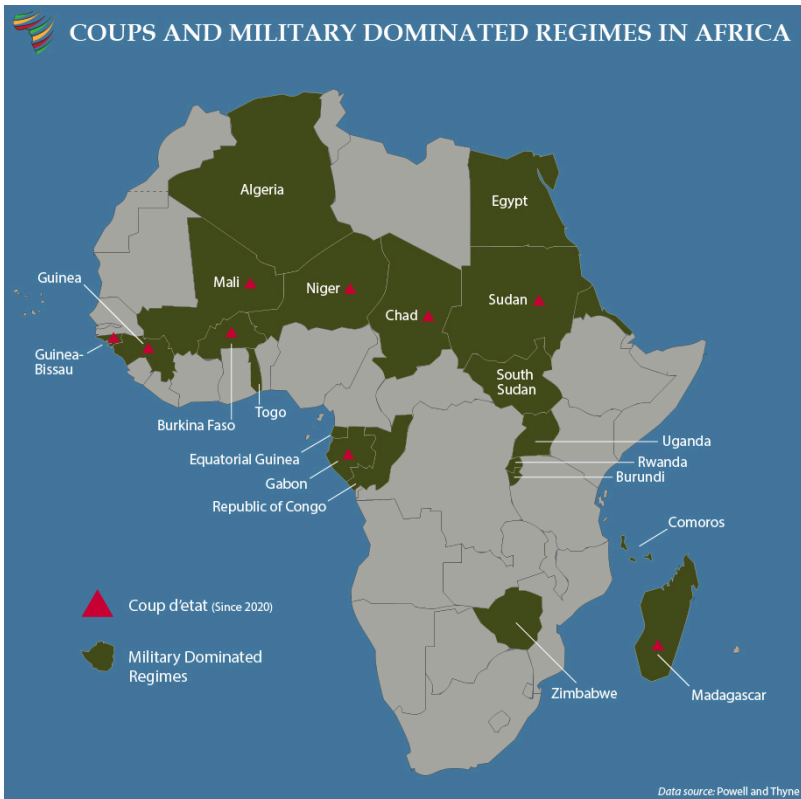 COUPS AND MILITARY DOMINATED REGIMES IN AFRICA
Algeria
Egypt
Guinea
Mali
Niger
Chad
Sudan
Guinea-
Bissau
South
Sudan
Burkina Faso
Togo
Uganda
Equatorial Guinea
Rwanda
Gabon
Burundi
Republic of Congo
Comoros
Coup d'etat (Since 2020)
Military Dominated
Regimes
Zimbabwe
Madagascar
Data source: Powell and Thyne